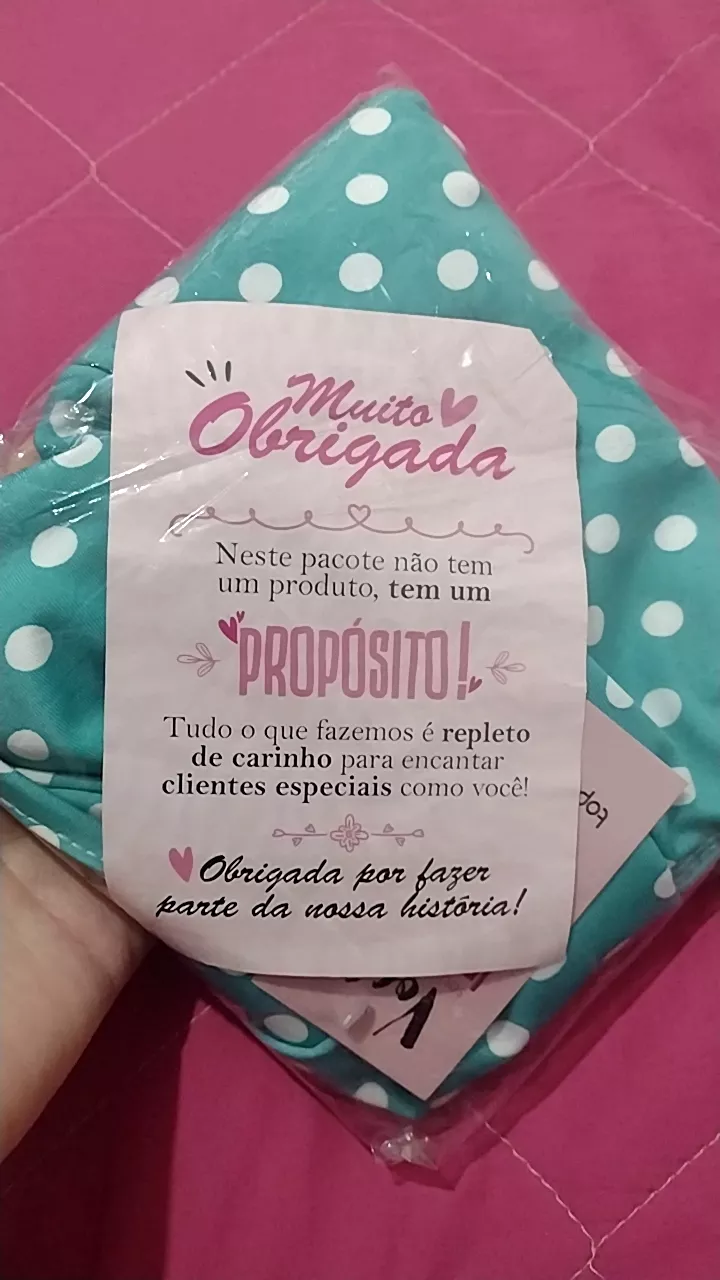 Muito
Obrigada
Neste pacote não tem
um produto, tem um
PROPÓSITO!
Tudo o que fazemos é repleto
de carinho para encantar
clientes especiais como você!
Obrigada por fazer
parte da nossa história!